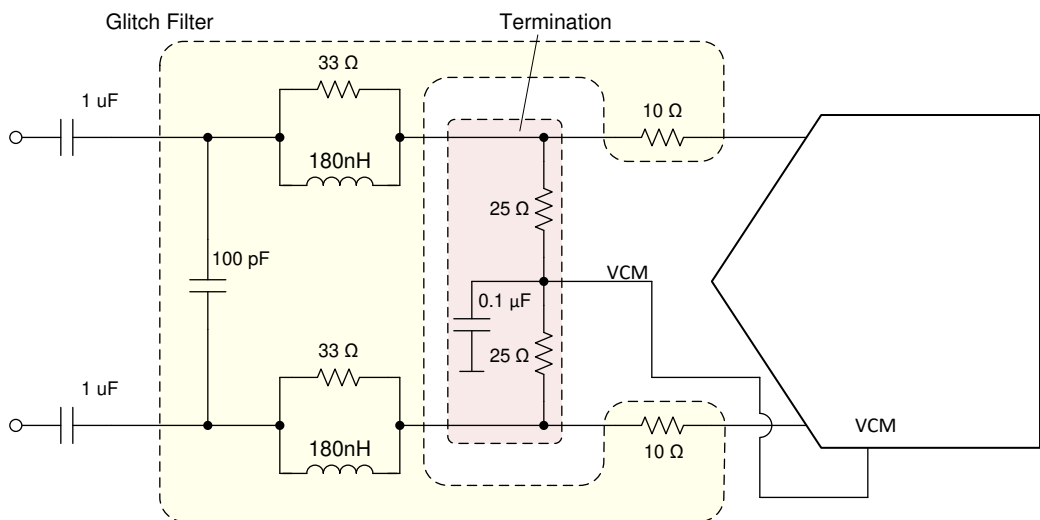 Glitch Filter
Termination
33 Ω
1 uF
10 Ω
180nH
25 Ω
100 pF
VCM
0.1 µF
33 Ω
25 Ω
1 uF
VCM
180nH
10 Ω